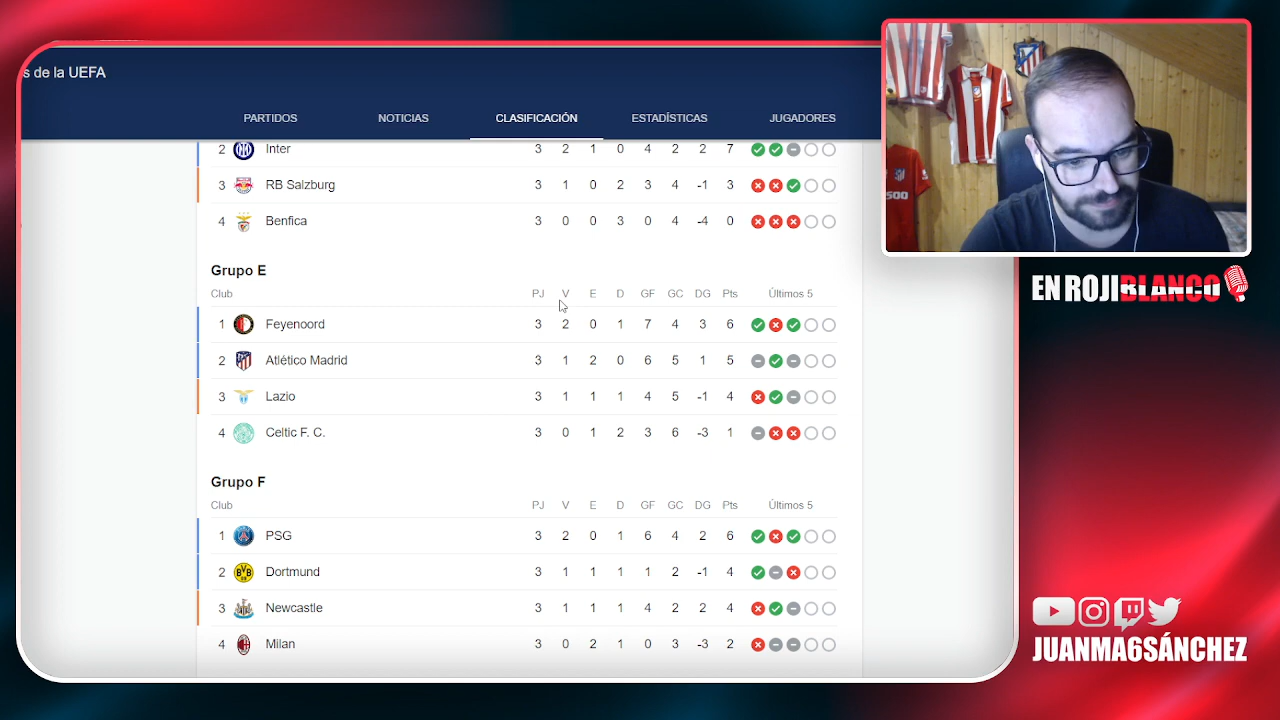 s de la UEFA
PARTIDOS NOTICIAS CLASIFICACIÓN ESTADÍSTICAS JUGADORES
2 Inter 3 2 1 0 4 2 2 7
3 RB Salzburg 3 1 0 2 3 4 -1 3
4 Benfica 3 0 0 3 0 4 -4 0
Grupo E
Club PJ V E D GF GC DG Pts Últimos 5
1 Feyenoord 3 2 0 1 7 4 3 6
2 Atlético Madrid 3 1 2 0 6 5 1 5
3 Lazio 3 1 1 1 4 5 -1 4
4 Celtic F. C. 3 0 1 2 3 6 -3 1
Grupo F
Club PJ V E D GF GC DG Pts Últimos 5
1 PSG 3 2 0 1 6 4 2 6
2 Dortmund 3 1 1 1 1 2 -1 4
3 Newcastle 3 1 1 1 4 2 2 4
4 Milan 3 0 2 1 0 3 -3 2
500
EN ROJIBLANCO
JUANMA6SÁNCHEZ